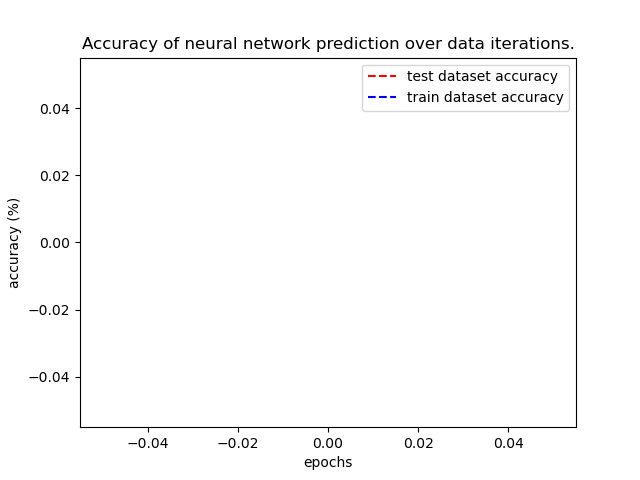 Accuracy of neural network prediction over data iterations.
test dataset accuracy
train dataset accuracy
0.04
0.02
0.00
−0.02
−0.04
accuracy (%)
−0.04 −0.02 0.00 0.02 0.04
epochs